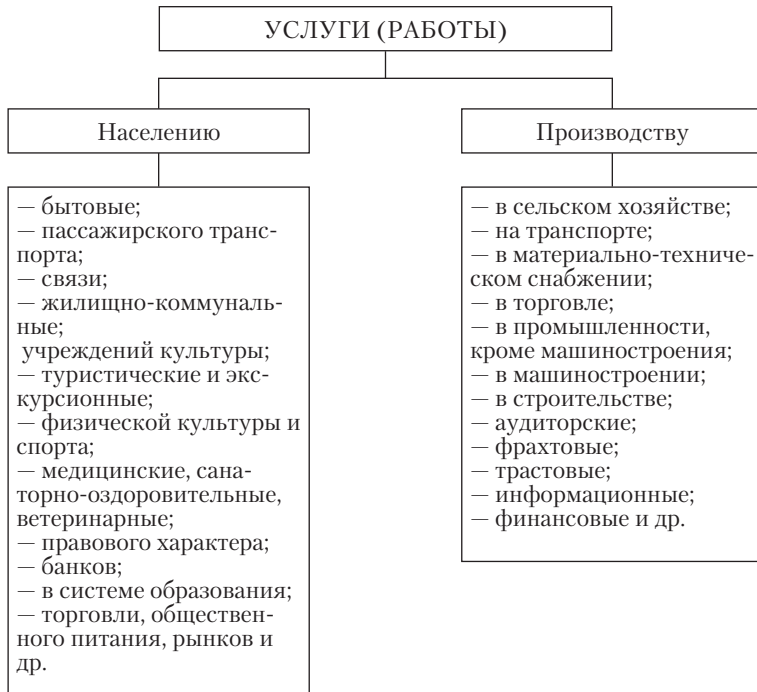 УСЛУГИ (РАБОТЫ)
Населению
— бытовые;
— пассажирского транс-
порта;
— связи;
— жилищно-коммуналь-
ные;
учреждений культуры;
— туристические и экс-
курсионные;
— физической культуры и
спорта;
— медицинские, сана-
торно-оздоровительные,
ветеринарные;
— правового характера;
— банков;
— в системе образования;
— торговли, обществен-
ного питания, рынков и
др.
Производству
— в сельском хозяйстве;
— на транспорте;
— в материально-техниче-
ском снабжении;
— в торговле;
— в промышленности,
кроме машиностроения;
— в машиностроении;
— в строительстве;
— аудиторские;
— фрахтовые;
— трастовые;
— информационные;
— финансовые и др.